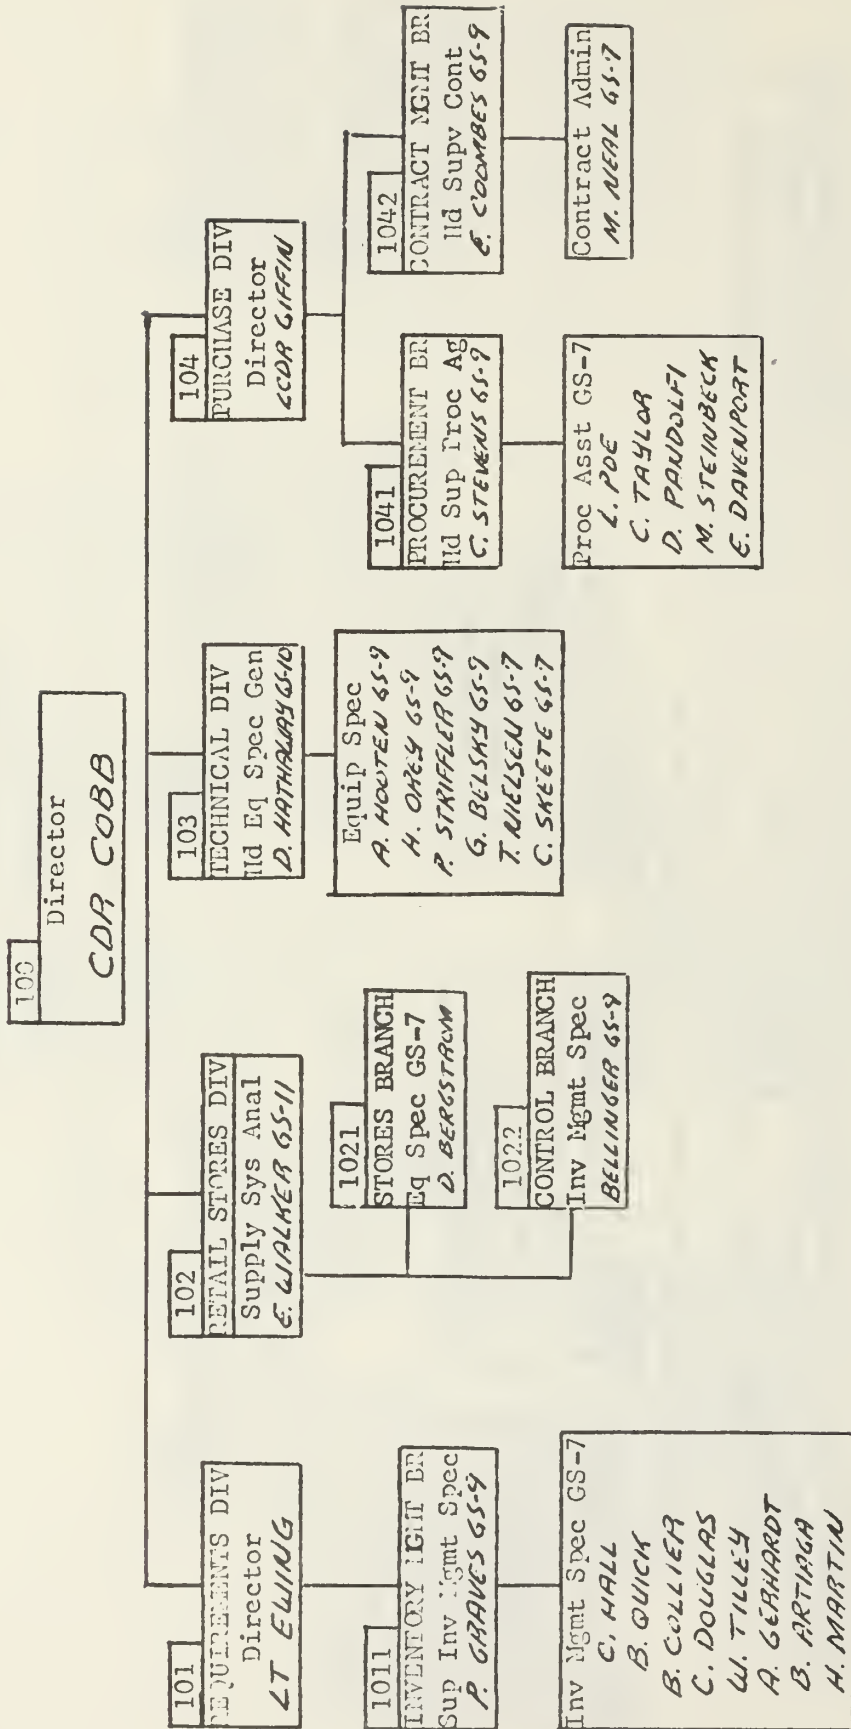 100
Director
CDR COBB
101
REQUIREMENTS DIV
Director
LT EWING
1011
INVENTORY MGMT BR
Sup Inv Mgmt Spec
P. GRAVES GS-9
Inv Mgmt Spec GS-7
C. HALL
B. QUICK
B. COLLIER
C. DOUGLAS
W. TILLEY
A. GERHARDT
B. ARTIAGA
H. MARTIN
102
RETAIL STORES DIV
Supply Sys Anal
E. WALKER GS-11
1021
STORES BRANCH
Eq Spec GS-7
D. BERGSTROM
1022
CONTROL BRANCH
Inv Mgmt Spec
BELLINGER GS-9
103
TECHNICAL DIV
Hd Eq Spec Gen
D. HATHAWAY GS-10
Equip Spec
A. HOOTEN GS-9
H. OKEY GS-9
P. STRIFFLER GS-9
G. BELSKY GS-9
T. NIELSEN GS-7
C. SKEETE GS-7
104
PURCHASE DIV
Director
LCDR GIFFIN
1041
PROCUREMENT BR
Hd Sup Proc Ag
C. STEVENS GS-9
Proc Asst GS-7
L. POE
C. TAYLOR
D. PANDOLFI
M. STEINBECK
E. DAVENPORT
1042
CONTRACT MGMT BR
Hd Supv Cont
E. COOMBES GS-9
Contract Admin
M. NEAL GS-7